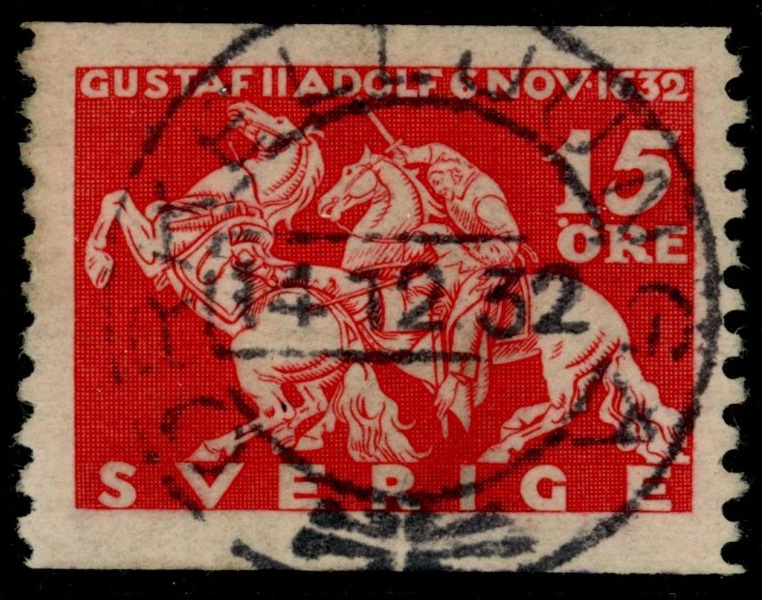 GUSTAF II ADOLF 6 NOV·1632
15
ÖRE
14 12.32
SVERIGE